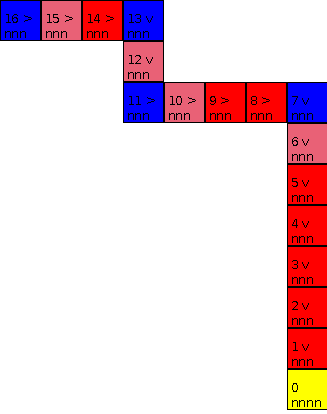 16 > 15 > 14 > 13 v
nnn nnn nnn nnn
12 v
nnn
11 > 10 > 9 > 8 > 7 v
nnn nnn nnn nnn nnn
6 v
nnn
5 v
nnn
4 v
nnn
3 v
nnn
2 v
nnn
1 v
nnn
0
nnnn